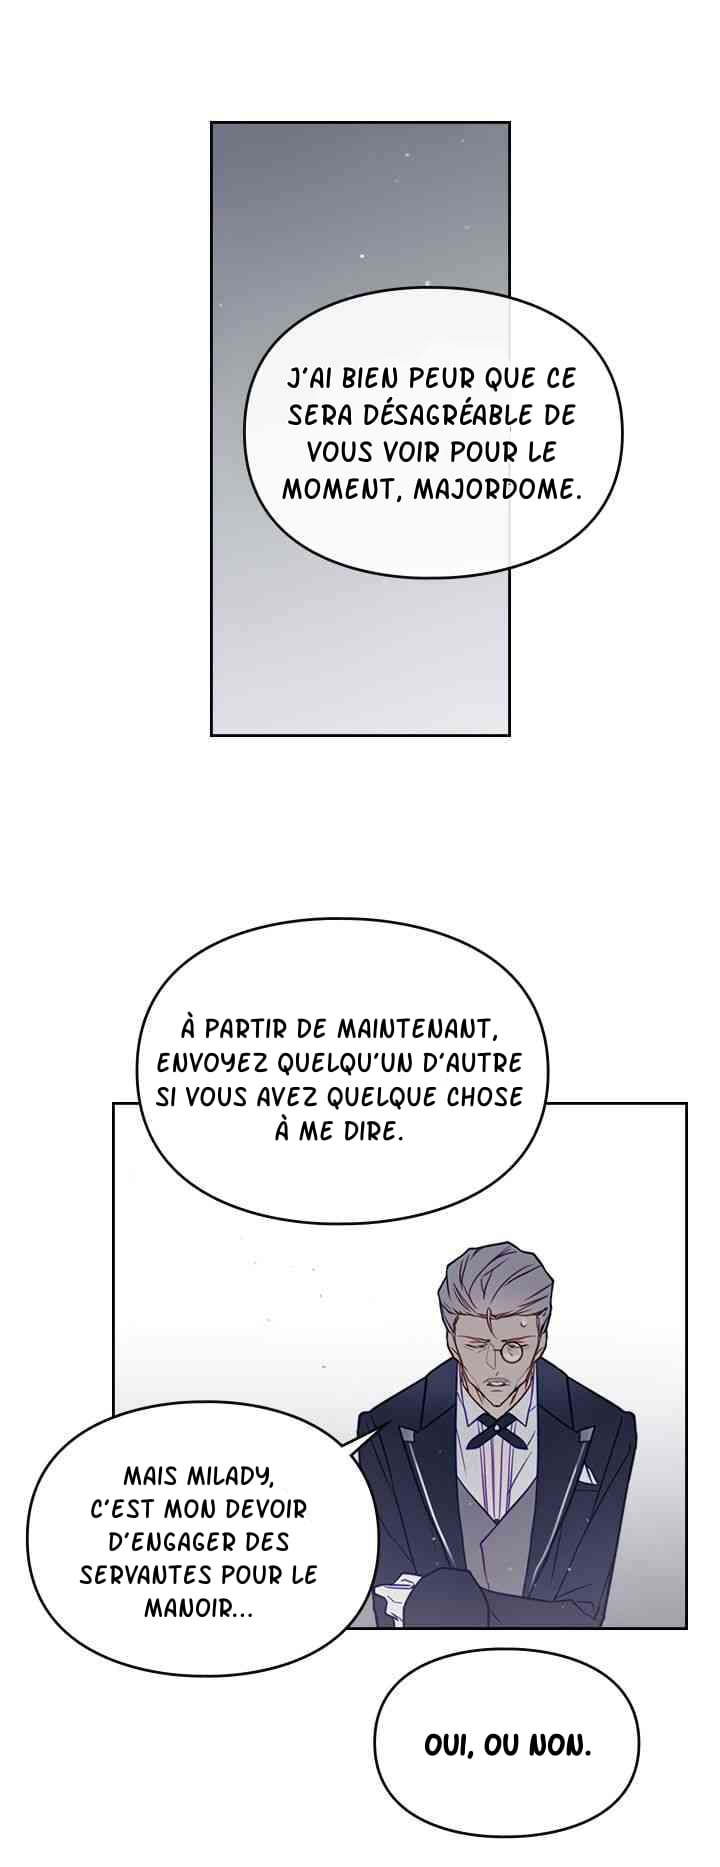 J'AI BIEN PEUR QUE CE
SERA DÉSAGRÉABLE DE
VOUS VOIR POUR LE
MOMENT, MAJORDOME.
À PARTIR DE MAINTENANT,
ENVOYEZ QUELQU'UN D'AUTRE
SI VOUS AVEZ QUELQUE CHOSE
À ME DIRE.
MAIS MILADY,
C'EST MON DEVOIR
D'ENGAGER DES
SERVANTES POUR LE
MANOIR...
OUI, OU NON.